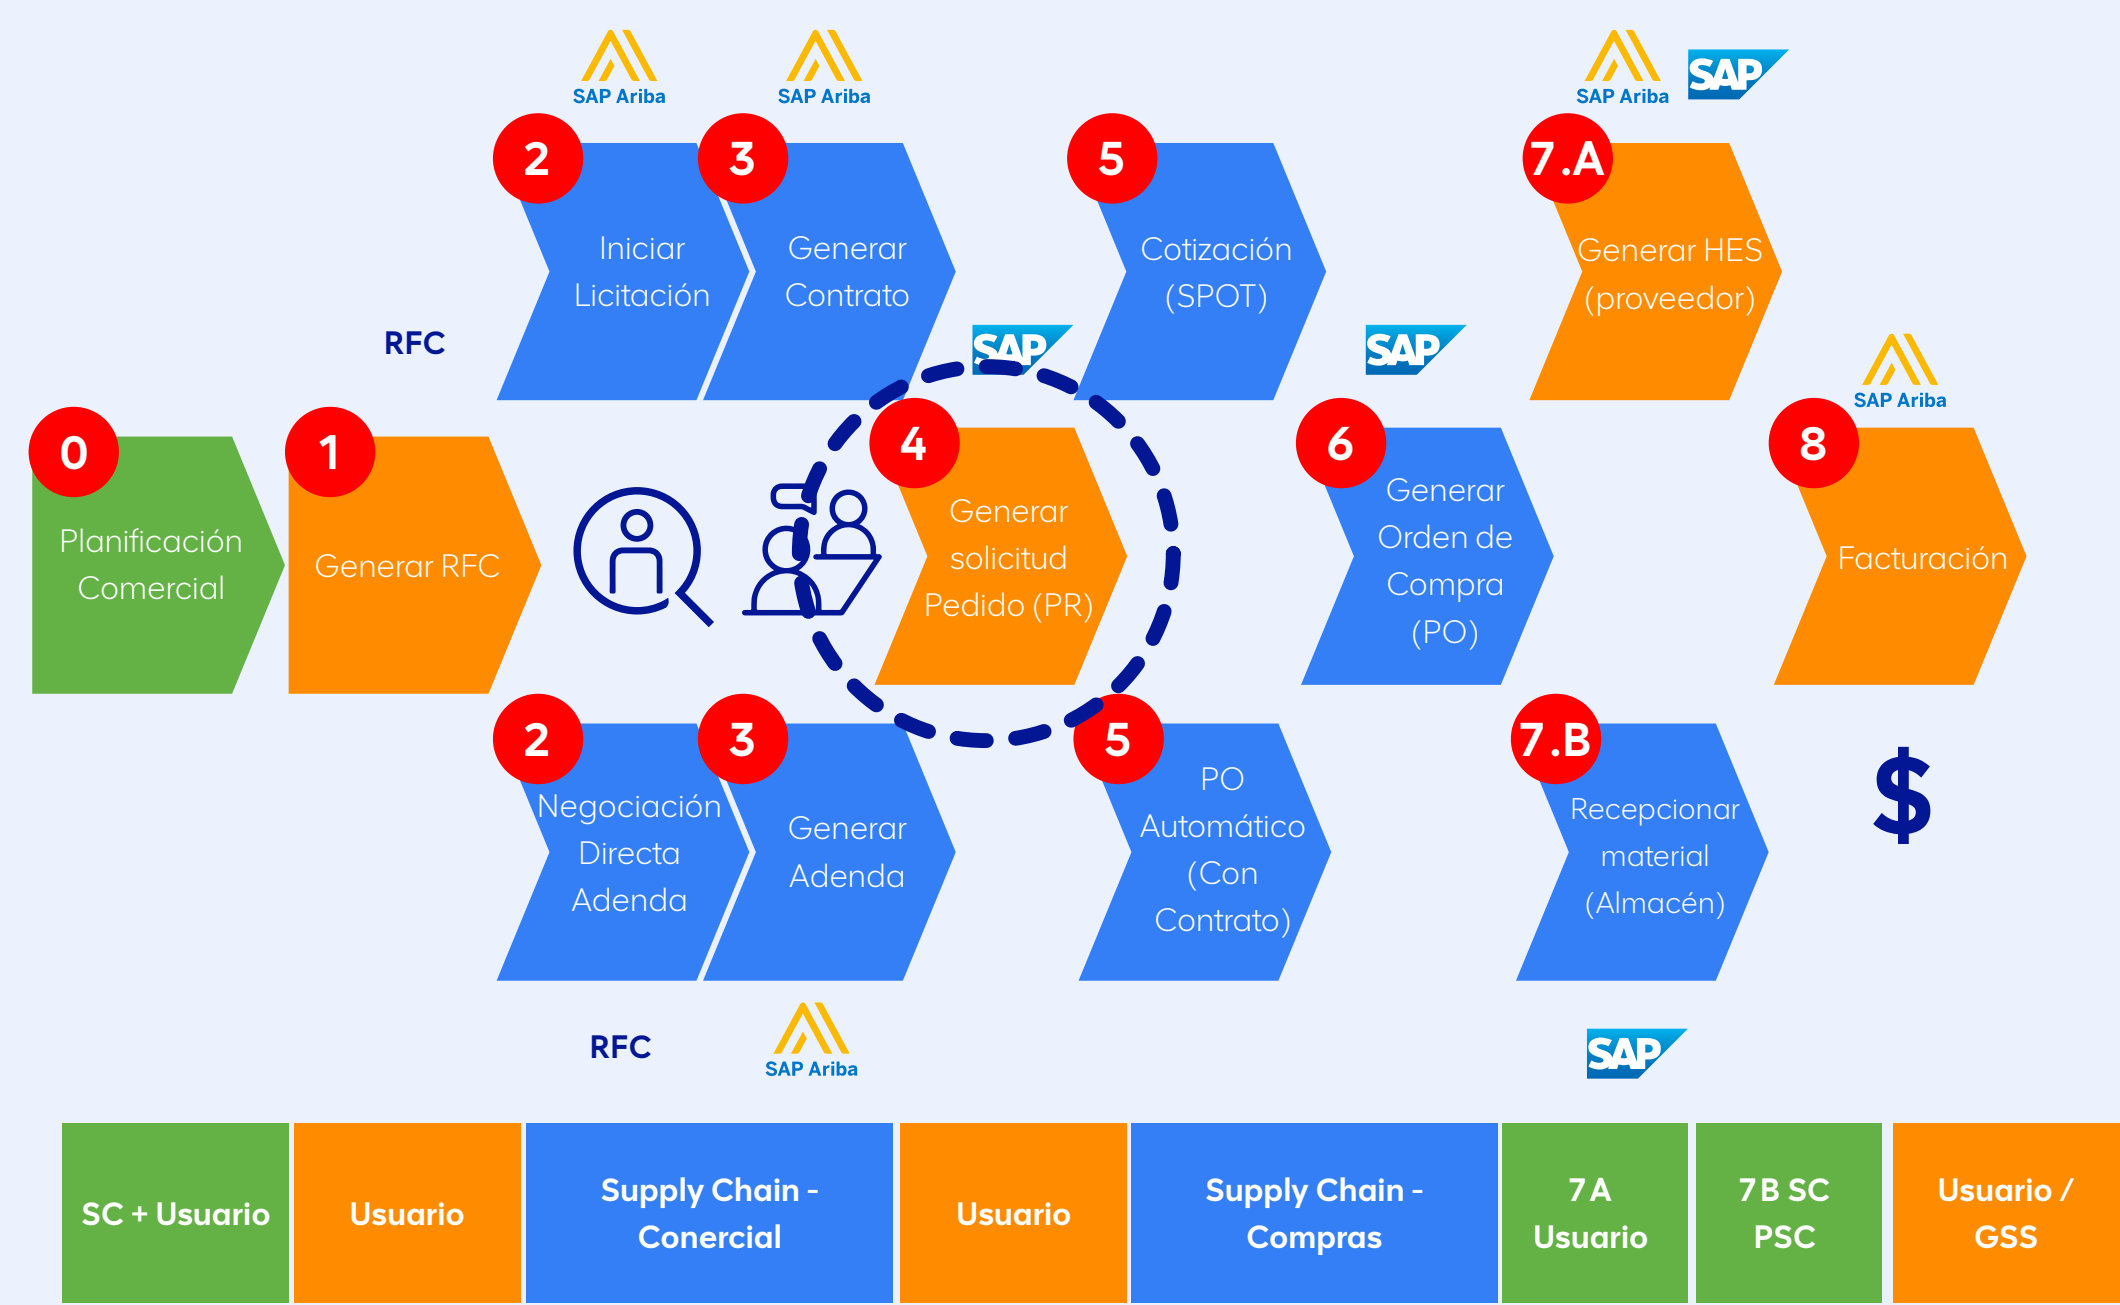 SAP Ariba
SAP Ariba
SAP Ariba
SAP
2
3
5
7.A
Iniciar
Licitación
Generar
Contrato
Cotización
(SPOT)
Generar HES
(proveedor)
RFC
SAP
SAP
SAP Ariba
0
1
4
6
8
Planificación
Comercial
Generar RFC
Generar
solicitud
Pedido (PR)
Generar
Orden de
Compra
(PO)
Facturación
2
3
5
7.B
Negociación
Directa
Adenda
Generar
Adenda
PO
Automático
(Con
Contrato)
Recepcionar
material
(Almacén)
$
RFC
SAP Ariba
SAP
SC + Usuario
Usuario
Supply Chain -
Conercial
Usuario
Supply Chain -
Compras
7A
Usuario
7B SC
PSC
Usuario /
GSS